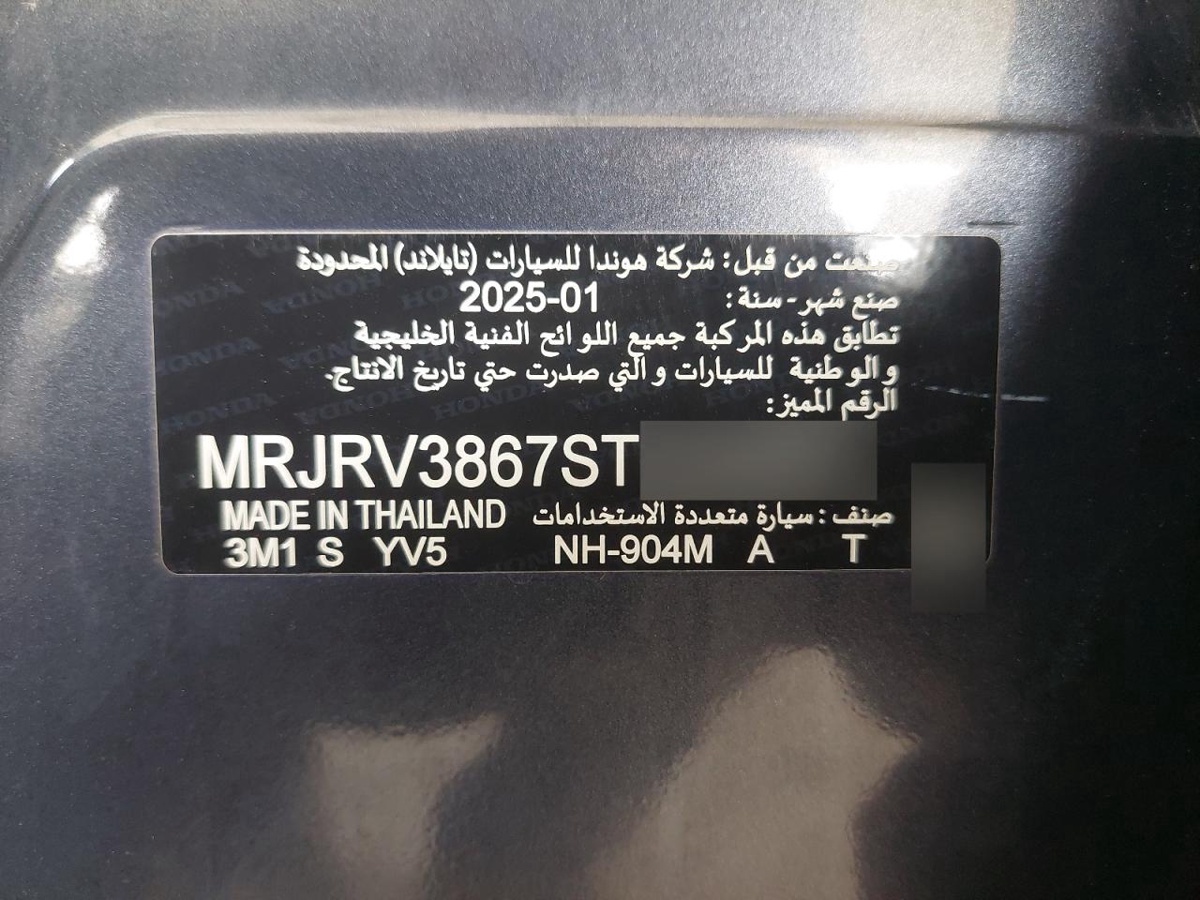 صنعت من قبل: شركة هوندا للسيارات (تايلاند) المحدودة
صنع شهر - سنة: 2025-01
تطابق هذه المركبة جميع اللوائح الفنية الخليجية
والوطنية للسيارات والتي صدرت حتي تاريخ الانتاج.
الرقم المميز:
MRJRV3867ST
MADE IN THAILAND صنف: سيارة متعددة الاستخدامات
3M1 S YV5 NH-904M A T